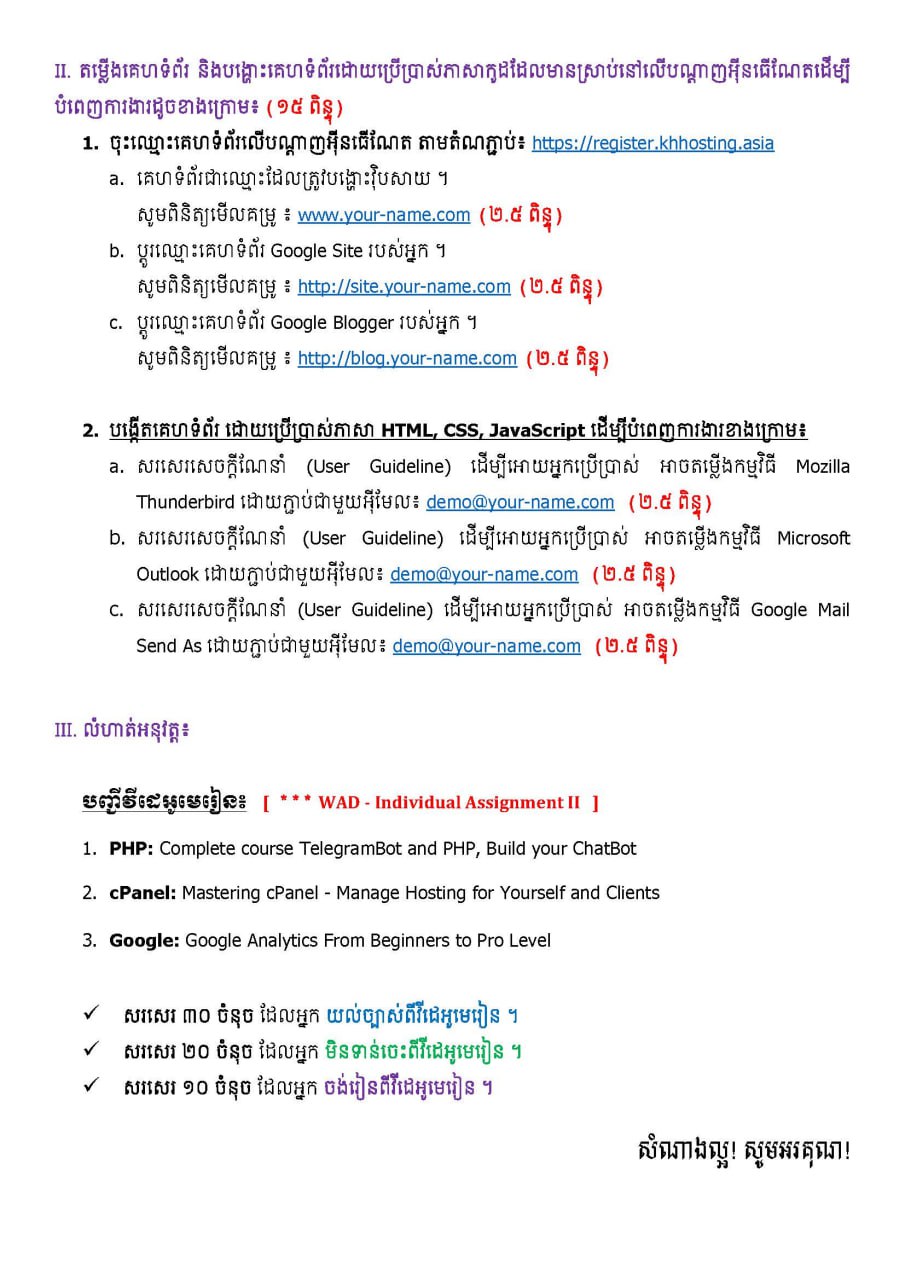 II. តម្លើងគេហទំព័រ និងបង្ហោះគេហទំព័រដោយប្រើប្រាស់ភាសាកូដដែលមានស្រាប់នៅលើបណ្តាញអ៊ីនធើណែតដើម្បី
បំពេញការងារដូចខាងក្រោម៖ (១៥ ពិន្ទុ)
1. ចុះឈ្មោះគេហទំព័រលើបណ្តាញអ៊ីនធើណែត តាមតំណភ្ជាប់៖ https://register.khhosting.asia
a. គេហទំព័រជាឈ្មោះដែលត្រូវបង្ហោះវ៉ិបសាយ ។
សូមពិនិត្យមើលគម្រូ ៖ www.your-name.com (២.៥ ពិន្ទុ)
b. ប្តូរឈ្មោះគេហទំព័រ Google Site របស់អ្នក ។
សូមពិនិត្យមើលគម្រូ ៖ http://site.your-name.com (២.៥ ពិន្ទុ)
c. ប្តូរឈ្មោះគេហទំព័រ Google Blogger របស់អ្នក ។
សូមពិនិត្យមើលគម្រូ ៖ http://blog.your-name.com (២.៥ ពិន្ទុ)
2. បង្កើតគេហទំព័រ ដោយប្រើប្រាស់ភាសា HTML, CSS, JavaScript ដើម្បីបំពេញការងារខាងក្រោម៖
a. សរសេរសេចក្តីណែនាំ (User Guideline) ដើម្បីអោយអ្នកប្រើប្រាស់ អាចតម្លើងកម្មវិធី Mozilla
Thunderbird ដោយភ្ជាប់ជាមួយអ៊ីមែល៖ demo@your-name.com (២.៥ ពិន្ទុ)
b. សរសេរសេចក្តីណែនាំ (User Guideline) ដើម្បីអោយអ្នកប្រើប្រាស់ អាចតម្លើងកម្មវិធី Microsoft
Outlook ដោយភ្ជាប់ជាមួយអ៊ីមែល៖ demo@your-name.com (២.៥ ពិន្ទុ)
c. សរសេរសេចក្តីណែនាំ (User Guideline) ដើម្បីអោយអ្នកប្រើប្រាស់ អាចតម្លើងកម្មវិធី Google Mail
Send As ដោយភ្ជាប់ជាមួយអ៊ីមែល៖ demo@your-name.com (២.៥ ពិន្ទុ)
III. លំហាត់អនុវត្ត៖
បញ្ជីវីដេអូមេរៀន៖ [ *** WAD - Individual Assignment II ]
1. PHP: Complete course TelegramBot and PHP, Build your ChatBot
2. cPanel: Mastering cPanel - Manage Hosting for Yourself and Clients
3. Google: Google Analytics From Beginners to Pro Level
✓ សរសេរ ៣០ ចំនុច ដែលអ្នក យល់ច្បាស់ពីវីដេអូមេរៀន ។
✓ សរសេរ ២០ ចំនុច ដែលអ្នក មិនទាន់ចេះពីវីដេអូមេរៀន ។
✓ សរសេរ ១០ ចំនុច ដែលអ្នក ចង់រៀនពីវីដេអូមេរៀន ។
សំណាងល្អ! សូមអរគុណ!